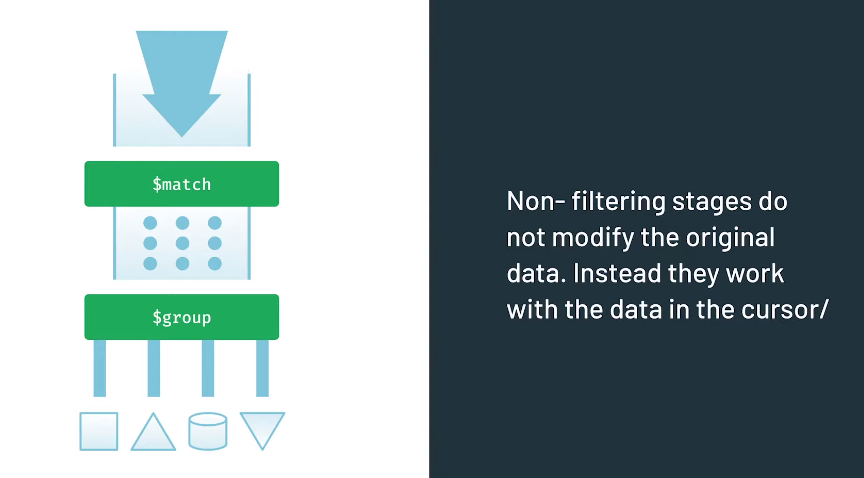 $match
$group
Non- filtering stages do
not modify the original
data. Instead they work
with the data in the cursor/